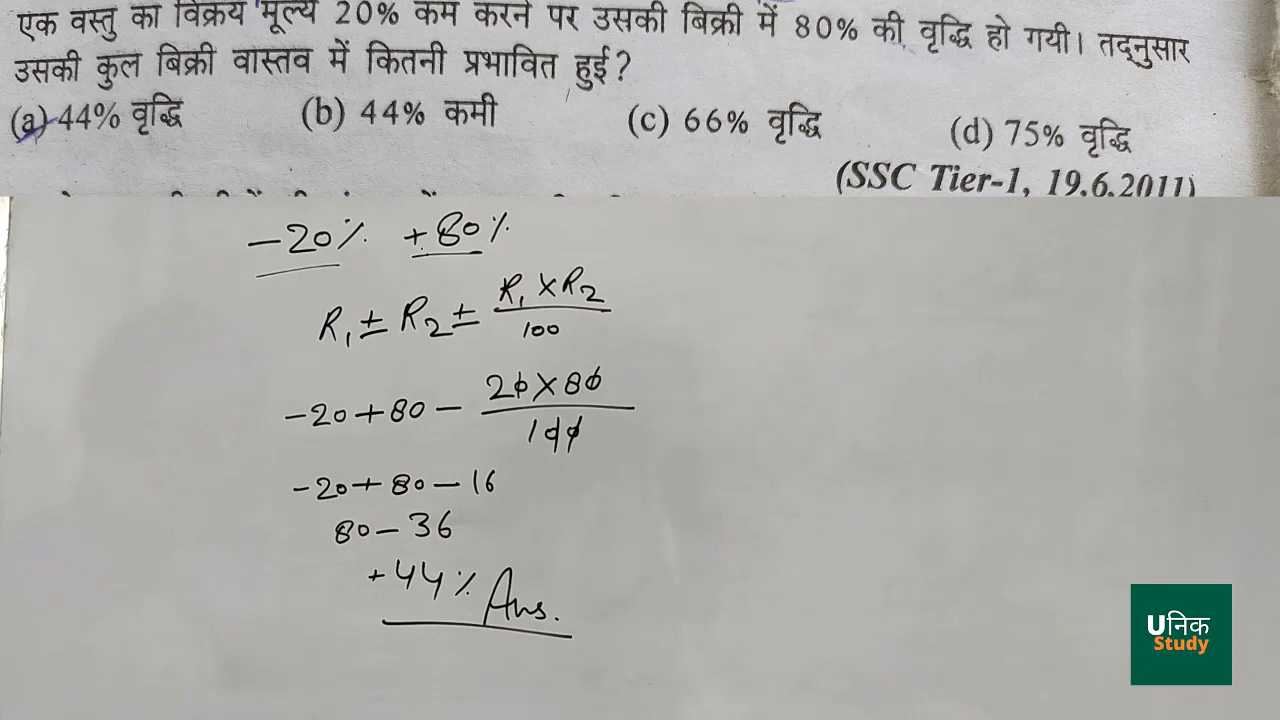 एक वस्तु का विक्रय मूल्य 20% कम करने पर उसकी बिक्री में 80% की वृद्धि हो गयी। तद्नुसार
उसकी कुल बिक्री वास्तव में कितनी प्रभावित हुई?
(a) 44% वृद्धि (b) 44% कमी (c) 66% वृद्धि (d) 75% वृद्धि
(SSC Tier-1, 19.6.2011)
-20% +80%
R₁ ± R₂ ± R₁ × R₂ / 100
-20 + 80 - 20 × 80 / 100
-20 + 80 - 16
80 - 36
+44% Ans.
Uनिक
Study